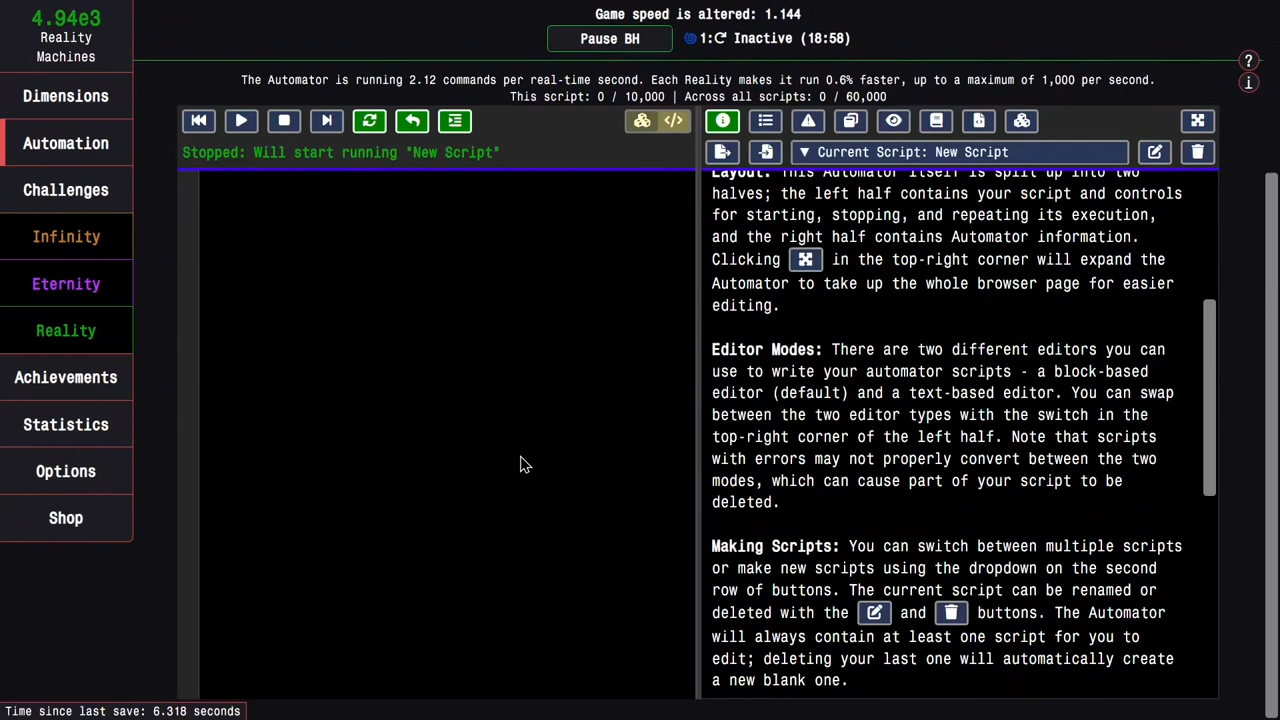 4.94e3
Reality
Machines
Dimensions
Automation
Challenges
Infinity
Eternity
Reality
Achievements
Statistics
Options
Shop
Game speed is altered: 1.144
Pause BH
1: Inactive (18:58)
?
i
The Automator is running 2.12 commands per real-time second. Each Reality makes it run 0.6% faster, up to a maximum of 1,000 per second.
This script: 0 / 10,000 | Across all scripts: 0 / 60,000
Stopped: Will start running "New Script"
▼ Current Script: New Script
Layout: This Automator itself is split up into two
halves; the left half contains your script and controls
for starting, stopping, and repeating its execution,
and the right half contains Automator information.
Clicking in the top-right corner will expand the
Automator to take up the whole browser page for easier
editing.
Editor Modes: There are two different editors you can
use to write your automator scripts - a block-based
editor (default) and a text-based editor. You can swap
between the two editor types with the switch in the
top-right corner of the left half. Note that scripts
with errors may not properly convert between the two
modes, which can cause part of your script to be
deleted.
Making Scripts: You can switch between multiple scripts
or make new scripts using the dropdown on the second
row of buttons. The current script can be renamed or
deleted with the and buttons. The Automator
will always contain at least one script for you to
edit; deleting your last one will automatically create
a new blank one.
Time since last save: 6.318 seconds